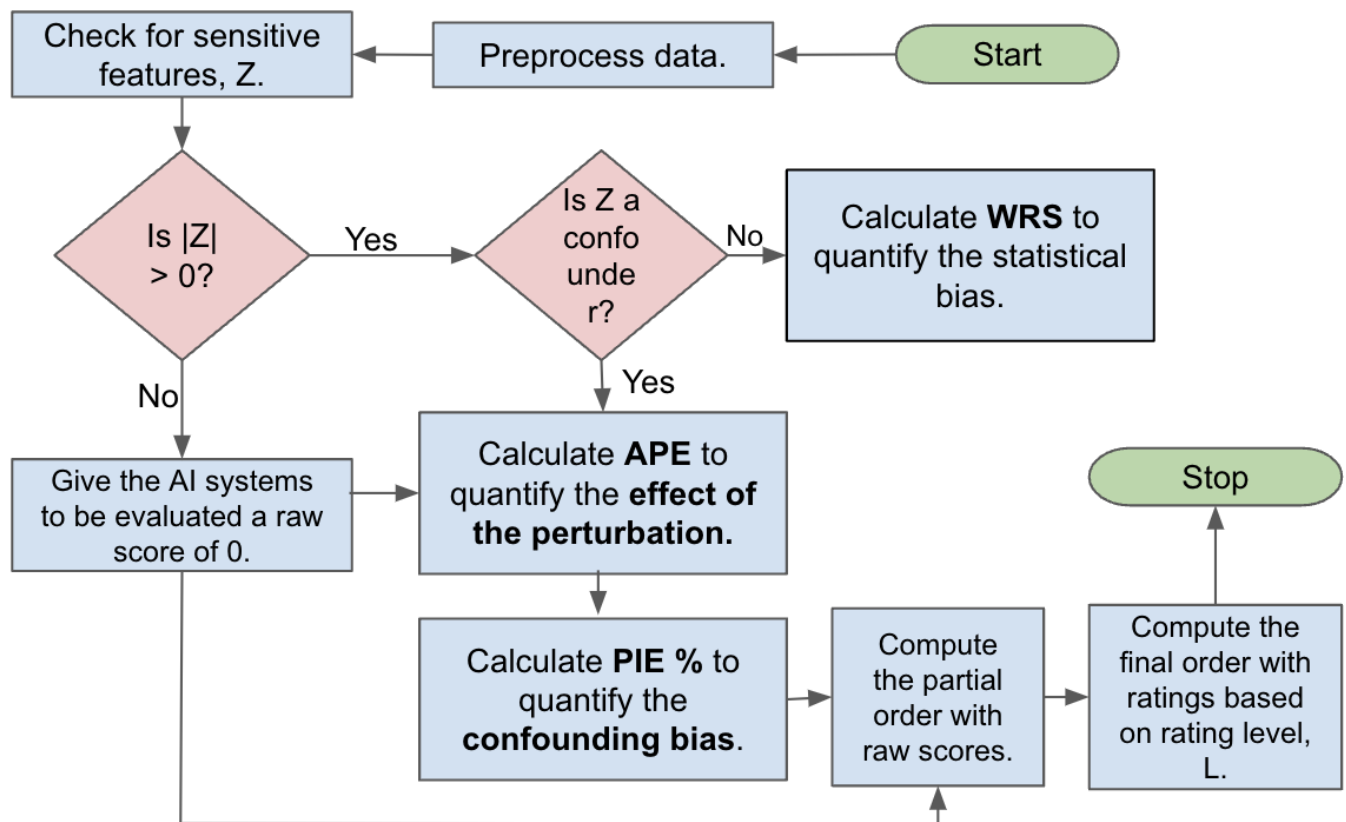 Start
Preprocess data.
Check for sensitive
features, Z.
Is |Z|
> 0?
Yes
No
Is Z a
confo
unde
r?
No
Yes
Calculate WRS to
quantify the statistical
bias.
Give the AI systems
to be evaluated a raw
score of 0.
Calculate APE to
quantify the effect of
the perturbation.
Calculate PIE % to
quantify the
confounding bias.
Compute
the partial
order with
raw scores.
Compute the
final order with
ratings based
on rating level,
L.
Stop